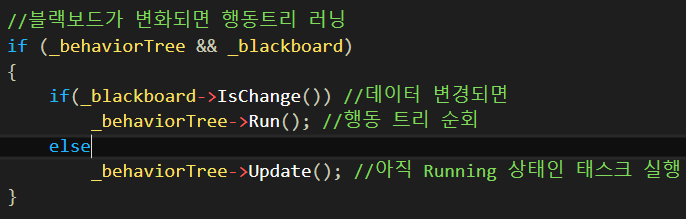 //블랙보드가 변화되면 행동트리 러닝
if (_behaviorTree && _blackboard)
{
    if(_blackboard->IsChange()) //데이터 변경되면
        _behaviorTree->Run(); //행동 트리 순회
    else
        _behaviorTree->Update(); //아직 Running 상태인 태스크 실행
}